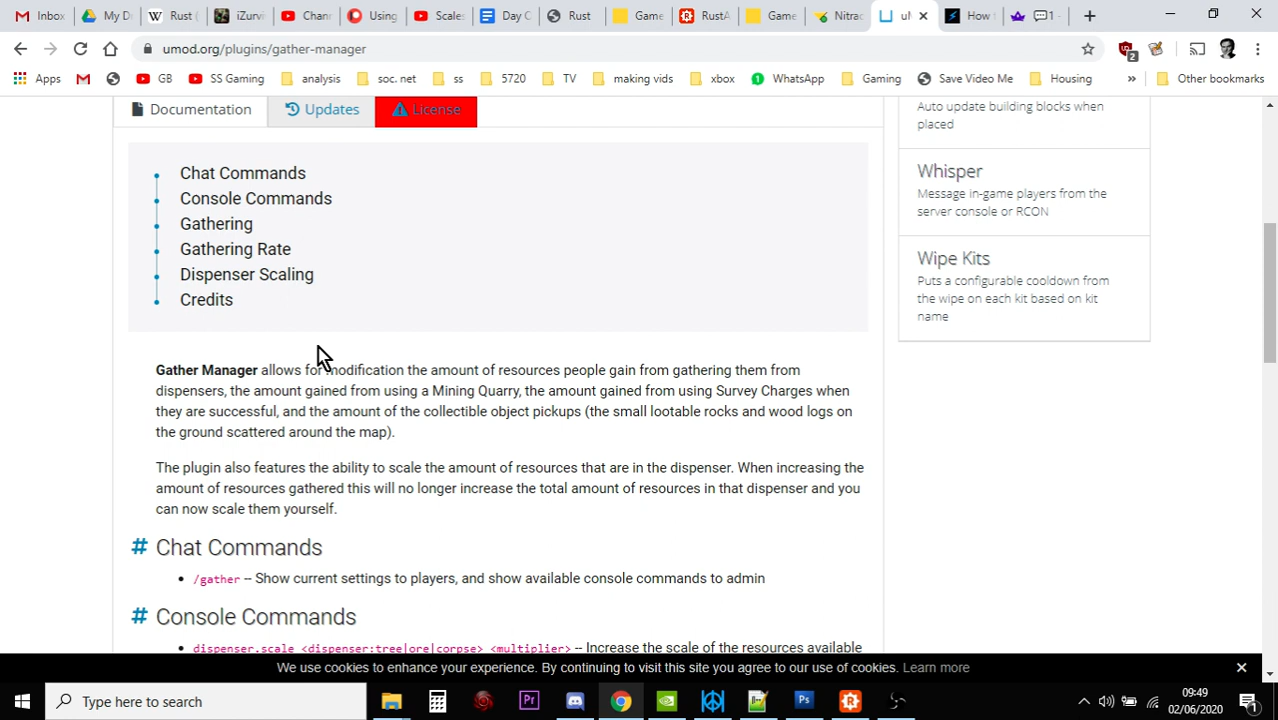 Inbox
My D
Rust (
iZurvi
Chann
Using
Scales
Day C
Rust
Game
RustA
Game
Nitrac
ul
How t
1 -
umod.org/plugins/gather-manager
2
Apps
GB
SS Gaming
analysis
soc. net
ss
5720
TV
making vids
xbox
WhatsApp
Gaming
Save Video Me
Housing
»
Other bookmarks
Documentation
Updates
License
Chat Commands
Console Commands
Gathering
Gathering Rate
Dispenser Scaling
Credits
Gather Manager allows for modification the amount of resources people gain from gathering them from
dispensers, the amount gained from using a Mining Quarry, the amount gained from using Survey Charges when
they are successful, and the amount of the collectible object pickups (the small lootable rocks and wood logs on
the ground scattered around the map).
The plugin also features the ability to scale the amount of resources that are in the dispenser. When increasing the
amount of resources gathered this will no longer increase the total amount of resources in that dispenser and you
can now scale them yourself.
# Chat Commands
/gather -- Show current settings to players, and show available console commands to admin
# Console Commands
dispenser.scale <dispenser:tree|ore|corpse> <multiplier> -- Increase the scale of the resources available
Auto update building blocks when
placed
Whisper
Message in-game players from the
server console or RCON
Wipe Kits
Puts a configurable cooldown from
the wipe on each kit based on kit
name
We use cookies to enhance your experience. By continuing to visit this site you agree to our use of cookies. Learn more
Type here to search
Pr
Ps
09:49
02/06/2020
1